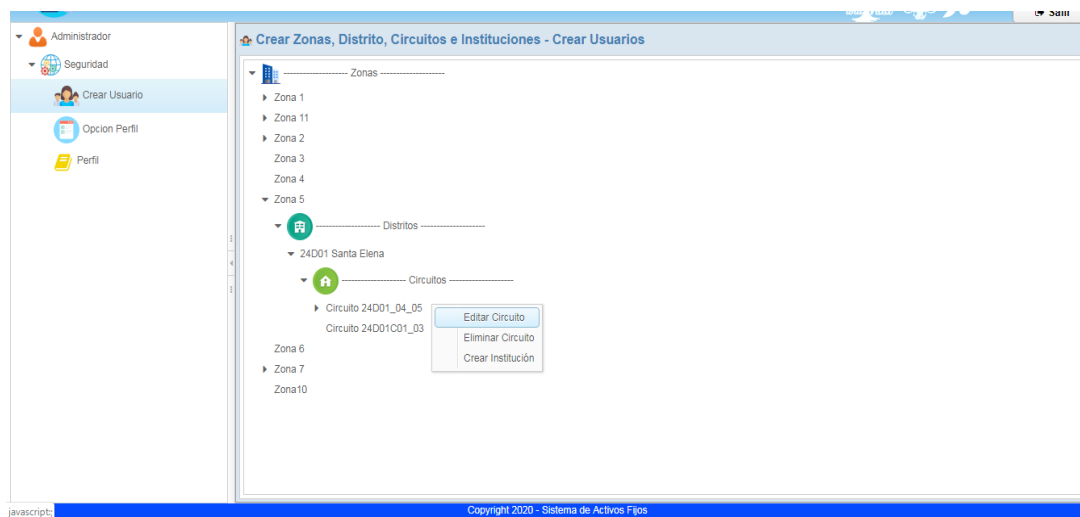 Salir
Administrador
Seguridad
Crear Usuario
Opcion Perfil
Perfil
Crear Zonas, Distrito, Circuitos e Instituciones - Crear Usuarios
-------------------- Zonas --------------------
Zona 1
Zona 11
Zona 2
Zona 3
Zona 4
Zona 5
-------------------- Distritos --------------------
24D01 Santa Elena
-------------------- Circuitos --------------------
Circuito 24D01_04_05
Circuito 24D01C01_03
Editar Circuito
Eliminar Circuito
Crear Institución
Zona 6
Zona 7
Zona10
javascript:;
Copyright 2020 - Sistema de Activos Fijos